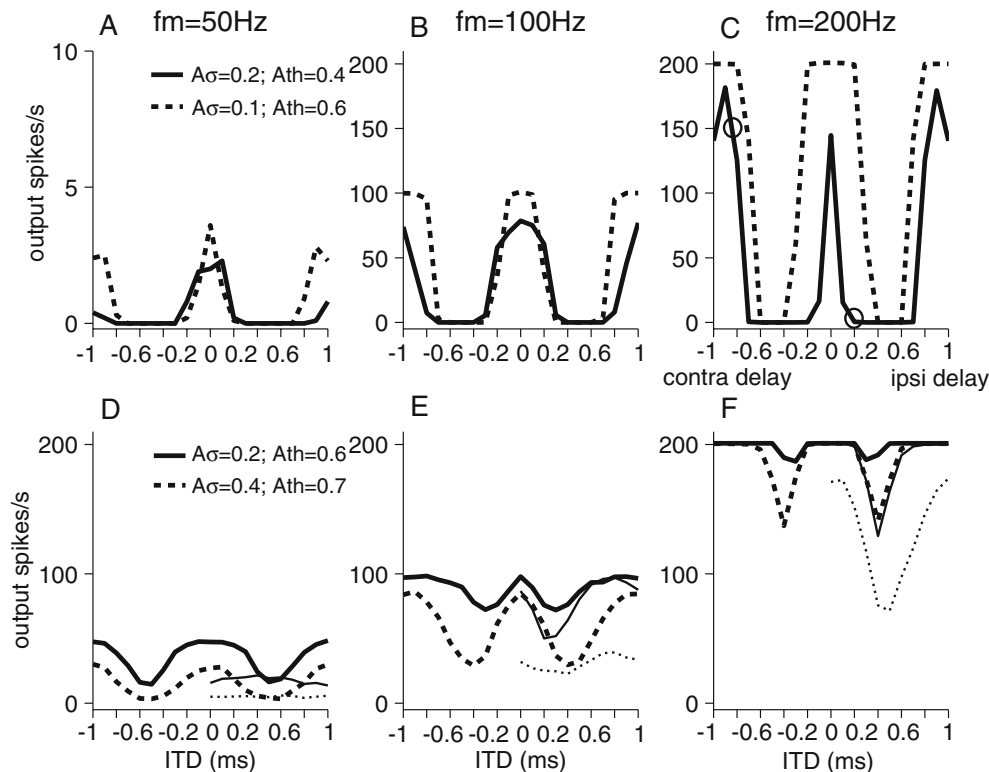 A fm=50Hz
B fm=100Hz
C fm=200Hz
output spikes/s
10
5
0
Aσ=0.2; Ath=0.4
Aσ=0.1; Ath=0.6
-1 -0.6 -0.2 0 0.2 0.6 1
200
150
100
50
0
-1 -0.6 -0.2 0 0.2 0.6 1
200
150
100
50
0
-1 -0.6 -0.2 0 0.2 0.6 1
contra delay ipsi delay
D
E
F
output spikes/s
200
100
0
Aσ=0.2; Ath=0.6
Aσ=0.4; Ath=0.7
-1 -0.6 -0.2 0 0.2 0.6 1
ITD (ms)
200
100
0
-1 -0.6 -0.2 0 0.2 0.6 1
ITD (ms)
200
100
0
-1 -0.6 -0.2 0 0.2 0.6 1
ITD (ms)